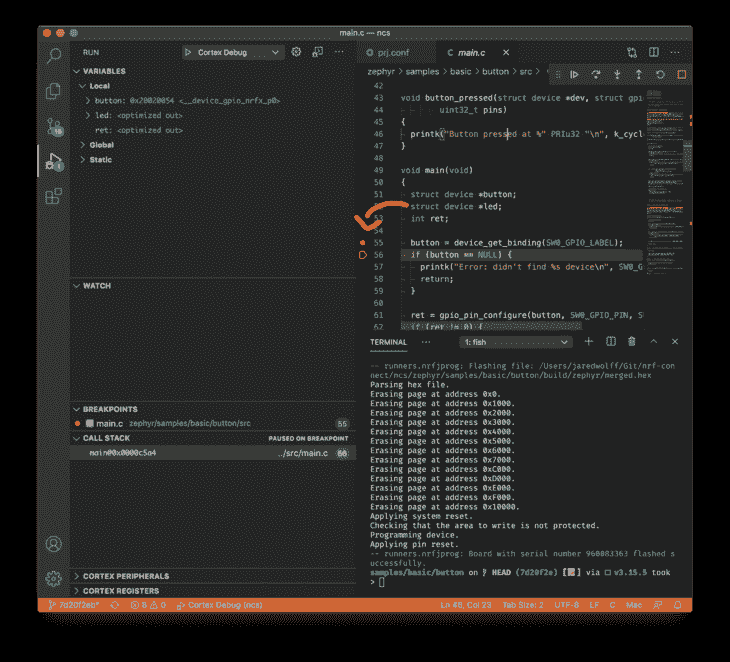 main.c — ncs
RUN
Cortex Debug
VARIABLES
Local
button: 0x20020054 <__device_gpio_nrfx_p0>
led: <optimized out>
ret: <optimized out>
Global
Static
WATCH
BREAKPOINTS
main.c zephyr/samples/basic/button/src 55
CALL STACK PAUSED ON BREAKPOINT
main@0x0000c5a4 ../src/main.c
CORTEX PERIPHERALS
CORTEX REGISTERS
prj.conf
main.c
zephyr > samples > basic > button > src >
42
43 void button_pressed(struct device *dev, struct gpi
44 uint32_t pins)
45 {
46 printk("Button pressed at %" PRIu32 "\n", k_cycl
47 }
48
49 void main(void)
50 {
51 struct device *button;
struct device *led;
53 int ret;
54
55 button = device_get_binding(SW0_GPIO_LABEL);
56 if (button == NULL) {
57 printk("Error: didn't find %s device\n", SW0_G
58 return;
59 }
60
61 ret = gpio_pin_configure(button, SW0_GPIO_PIN, S
62 if (ret != 0) {
TERMINAL
1: fish
-- runners.nrfjprog: Flashing file: /Users/jaredwolff/Git/nrf-co
nnect/ncs/zephyr/samples/basic/button/build/zephyr/merged.hex
Parsing hex file.
Erasing page at address 0x0.
Erasing page at address 0x1000.
Erasing page at address 0x2000.
Erasing page at address 0x3000.
Erasing page at address 0x4000.
Erasing page at address 0x5000.
Erasing page at address 0x6000.
Erasing page at address 0x7000.
Erasing page at address 0xC000.
Erasing page at address 0xD000.
Erasing page at address 0xE000.
Erasing page at address 0xF000.
Erasing page at address 0x10000.
Applying system reset.
Checking that the area to write is not protected.
Programming device.
Applying pin reset.
-- runners.nrfjprog: Board with serial number 960083363 flashed s
uccessfully.
samples/basic/button on HEAD (7d20f2e) via v3.15.5 took
>
7d20f2ea* 8 0 Cortex Debug (ncs)
Ln 46, Col 23 Tab Size: 2 UTF-8 LF C Mac